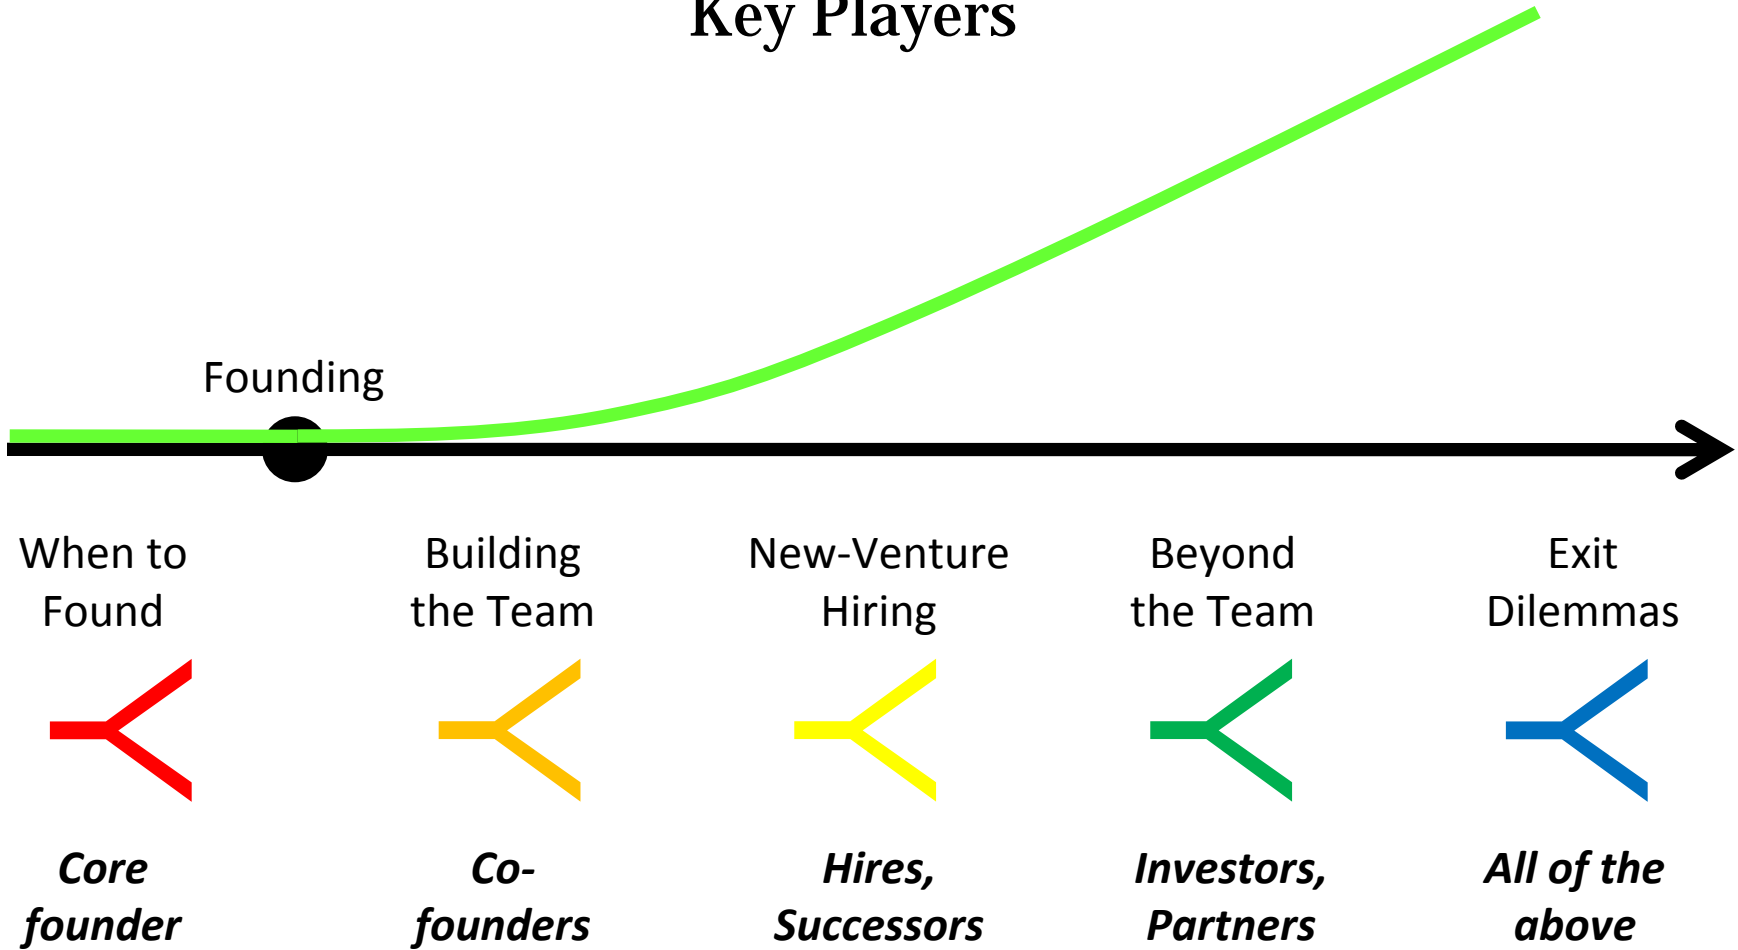 Key Players
Founding
When to
Found
Building
the Team
New-Venture
Hiring
Beyond
the Team
Exit
Dilemmas
Core
founder
Co-
founders
Hires,
Successors
Investors,
Partners
All of the
above